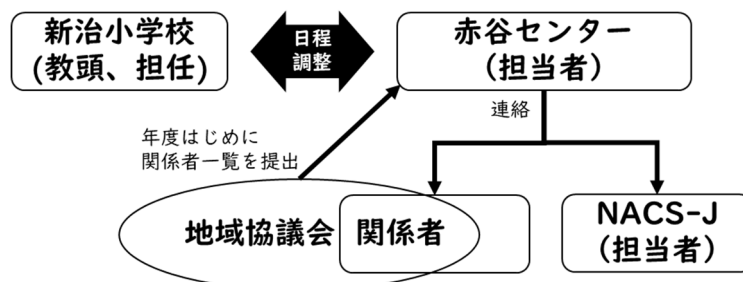 新治小学校
(教頭、担任)
日程
調整
赤谷センター
（担当者）
連絡
年度はじめに
関係者一覧を提出
地域協議会
関係者
NACS-J
（担当者）